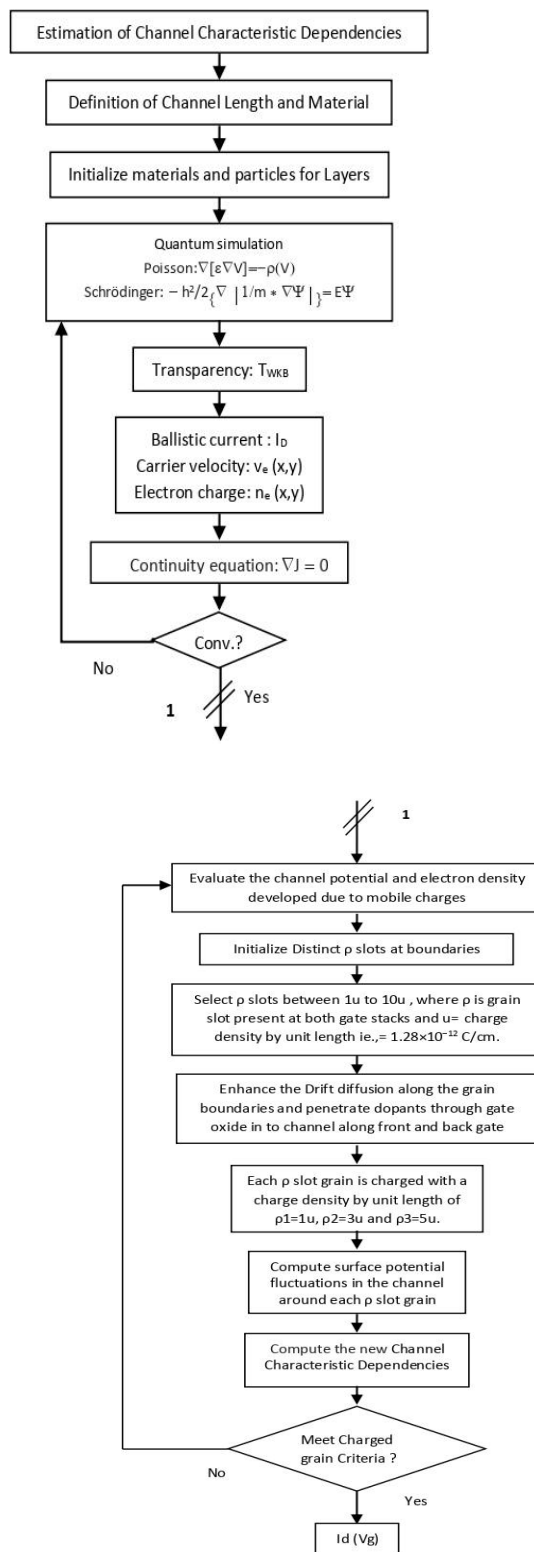 Estimation of Channel Characteristic Dependencies
Definition of Channel Length and Material
Initialize materials and particles for Layers
Quantum simulation
Poisson:∇[ε∇V]=−ρ(V)
Schrödinger: − h²/2{∇ |1/m * ∇Ψ|}= EΨ
Transparency: TWKB
Ballistic current : ID
Carrier velocity: ve (x,y)
Electron charge: ne (x,y)
Continuity equation: ∇J = 0
Conv.?
No
Yes
1
1
Evaluate the channel potential and electron density
developed due to mobile charges
Initialize Distinct ρ slots at boundaries
Select ρ slots between 1u to 10u , where ρ is grain
slot present at both gate stacks and u= charge
density by unit length ie.,= 1.28×10⁻¹² C/cm.
Enhance the Drift diffusion along the grain
boundaries and penetrate dopants through gate
oxide in to channel along front and back gate
Each ρ slot grain is charged with a
charge density by unit length of
ρ1=1u, ρ2=3u and ρ3=5u.
Compute surface potential
fluctuations in the channel
around each ρ slot grain
Compute the new Channel
Characteristic Dependencies
Meet Charged
grain Criteria ?
No
Yes
Id (Vg)